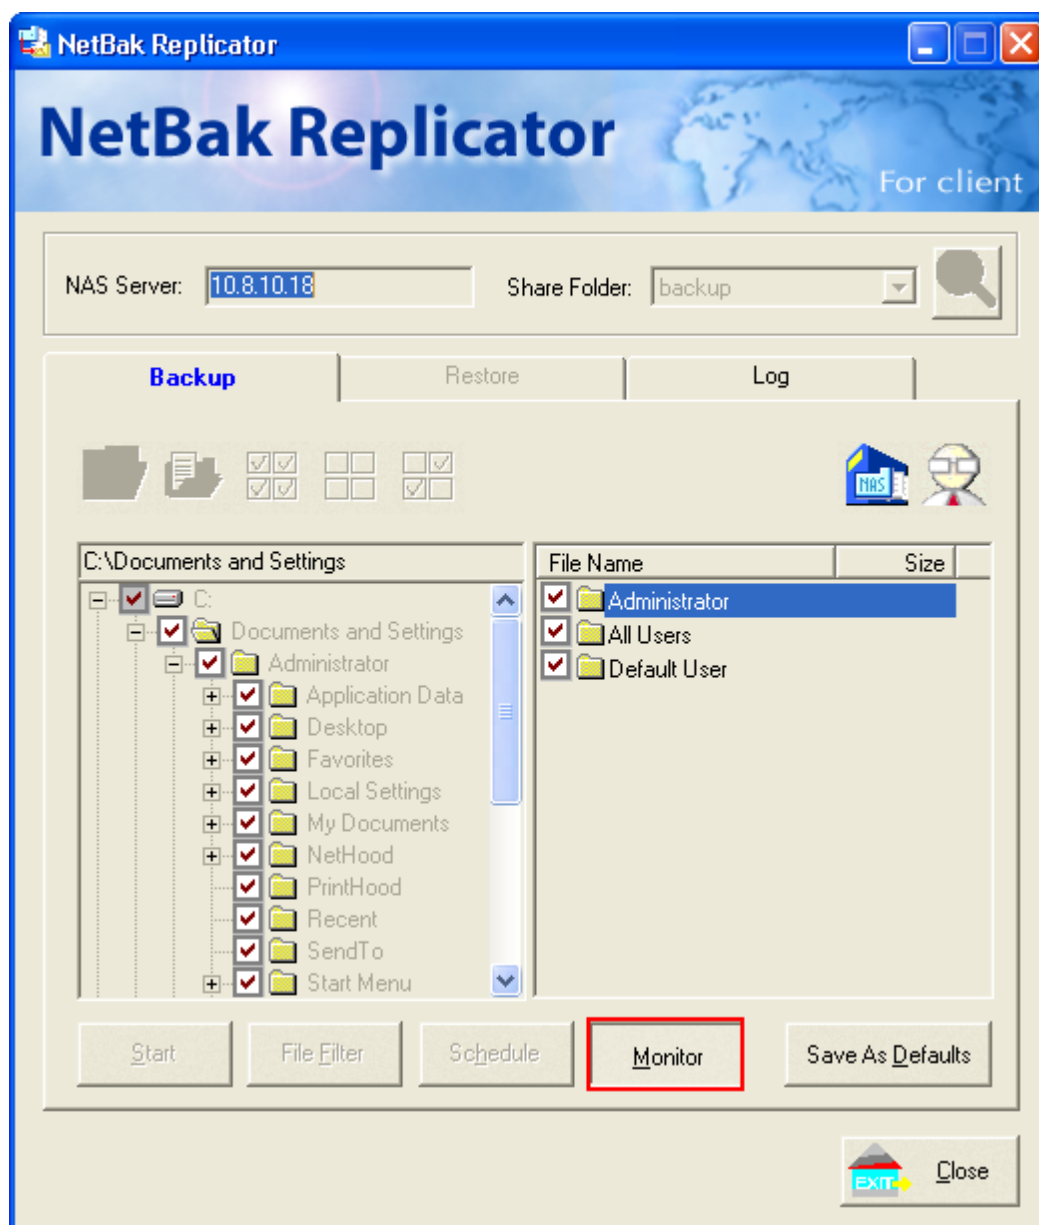 NetBak Replicator
NetBak Replicator
For client
NAS Server: 10.8.10.18 Share Folder: backup
Backup Restore Log
NAS
C:\Documents and Settings
C:
Documents and Settings
Administrator
Application Data
Desktop
Favorites
Local Settings
My Documents
NetHood
PrintHood
Recent
SendTo
Start Menu
File Name Size
Administrator
All Users
Default User
Start File Filter Schedule Monitor Save As Defaults
EXIT Close